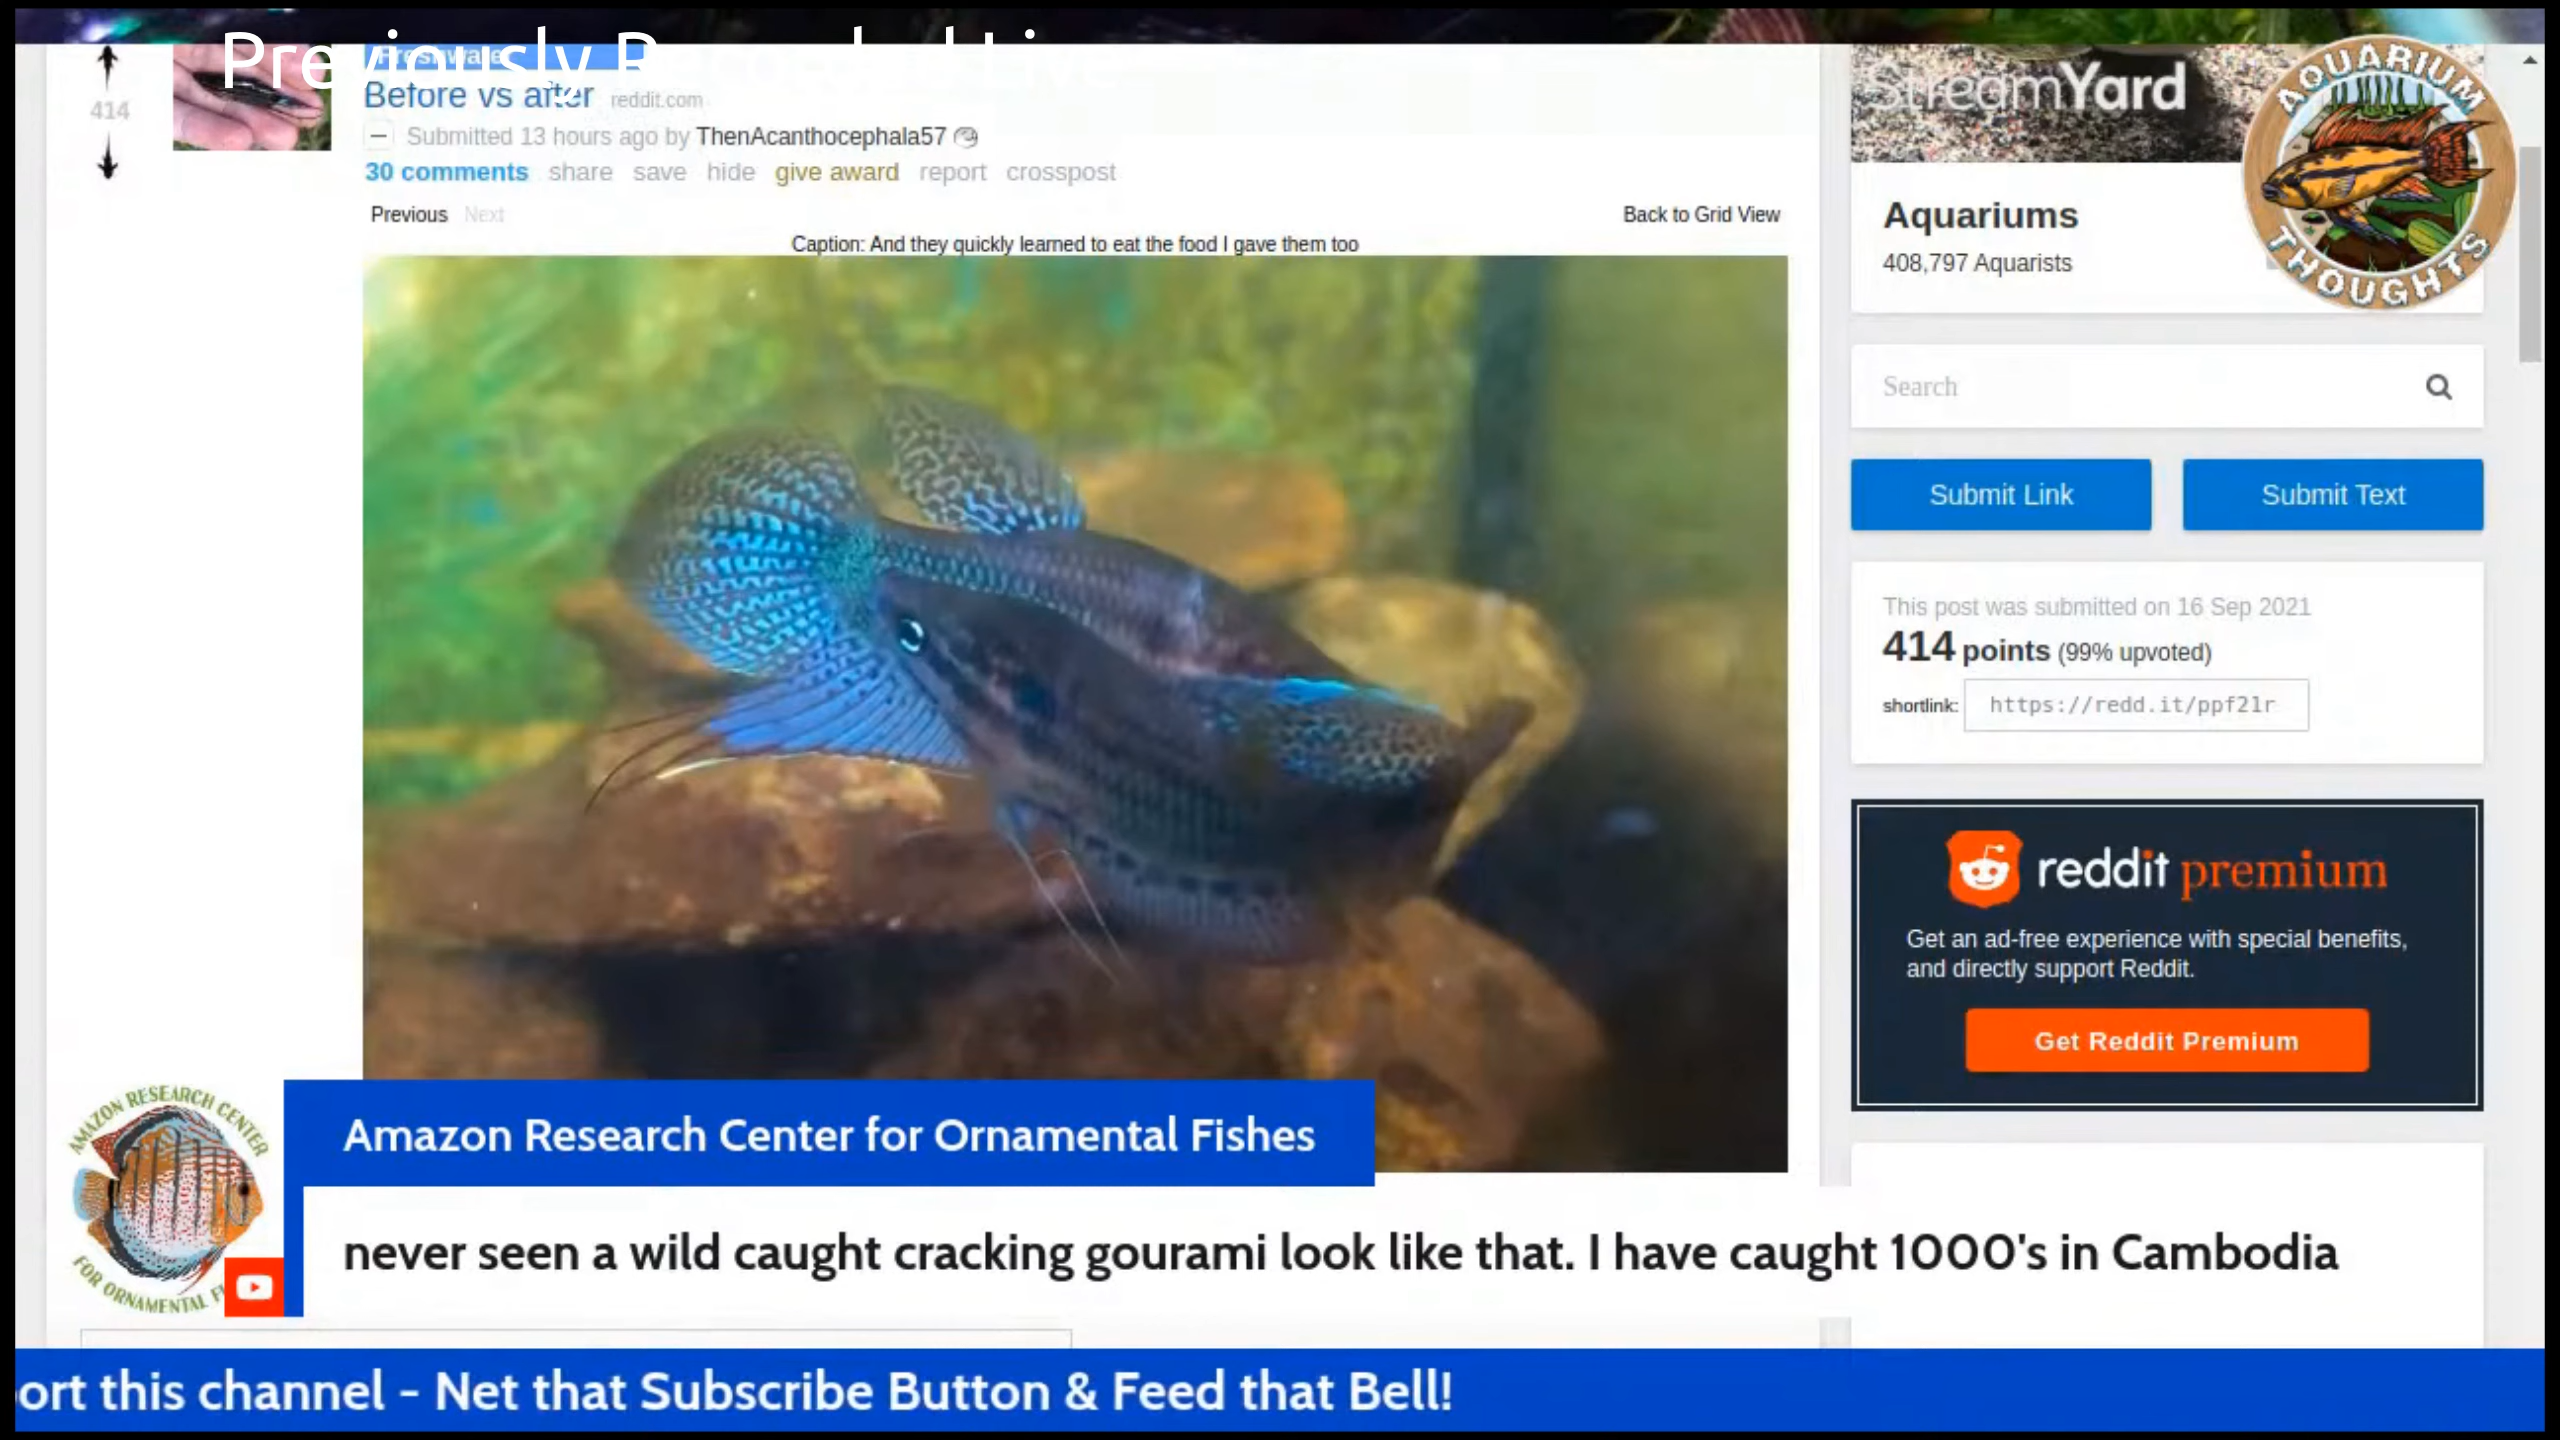 Previously
Freshwate
414
Before vs after reddit.com
Submitted 13 hours ago by ThenAcanthocephala57
30 comments share save hide give award report crosspost
Previous Next
Back to Grid View
Caption: And they quickly learned to eat the food I gave them too
StreamYard
AQUARIUM
THOUGHTS
Aquariums
408,797 Aquarists
Search
Submit Link Submit Text
This post was submitted on 16 Sep 2021
414 points (99% upvoted)
shortlink: https://redd.it/ppf21r
reddit premium
Get an ad-free experience with special benefits,
and directly support Reddit.
Get Reddit Premium
AMAZON RESEARCH CENTER
FOR ORNAMENTAL
Amazon Research Center for Ornamental Fishes
never seen a wild caught cracking gourami look like that. I have caught 1000's in Cambodia
ort this channel - Net that Subscribe Button & Feed that Bell!